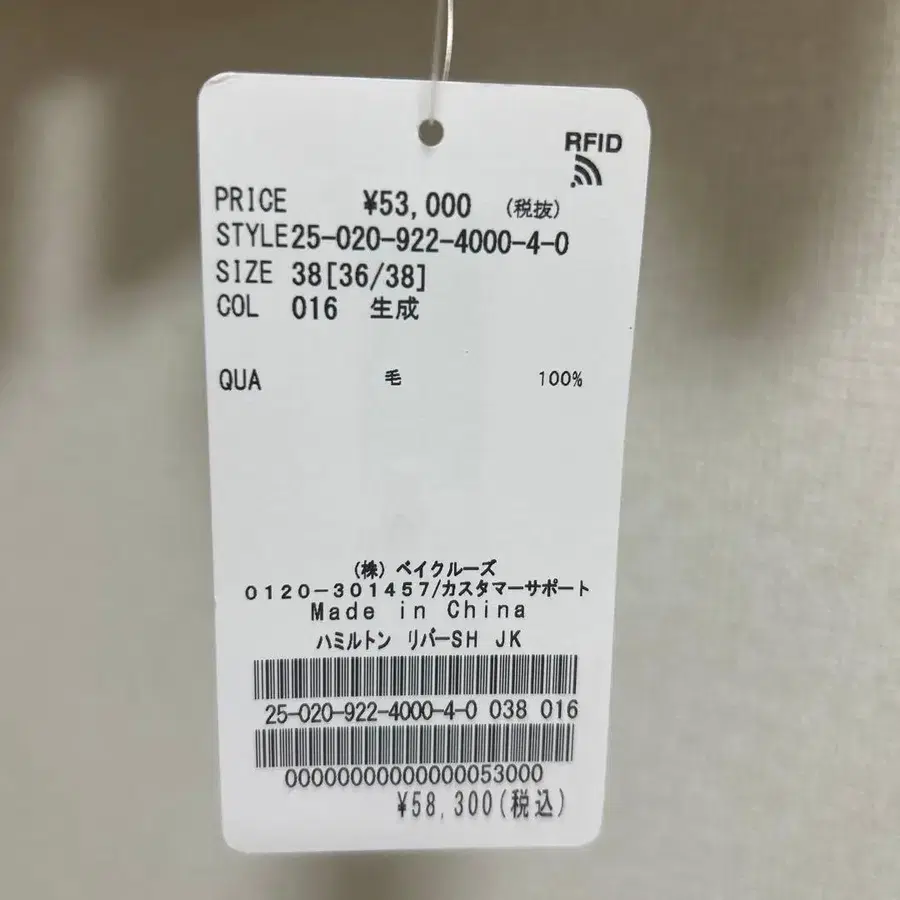 RFID
PRICE ¥53,000 (税抜)
STYLE25-020-922-4000-4-0
SIZE 38[36/38]
COL 016 生成
QUA 毛 100%
(株) ベイクルーズ
0120-301457/カスタマーサポート
Made in China
ハミルトン リバーSH JK
25-020-922-4000-4-0 038 016
00000000000000053000
¥58,300(税込)